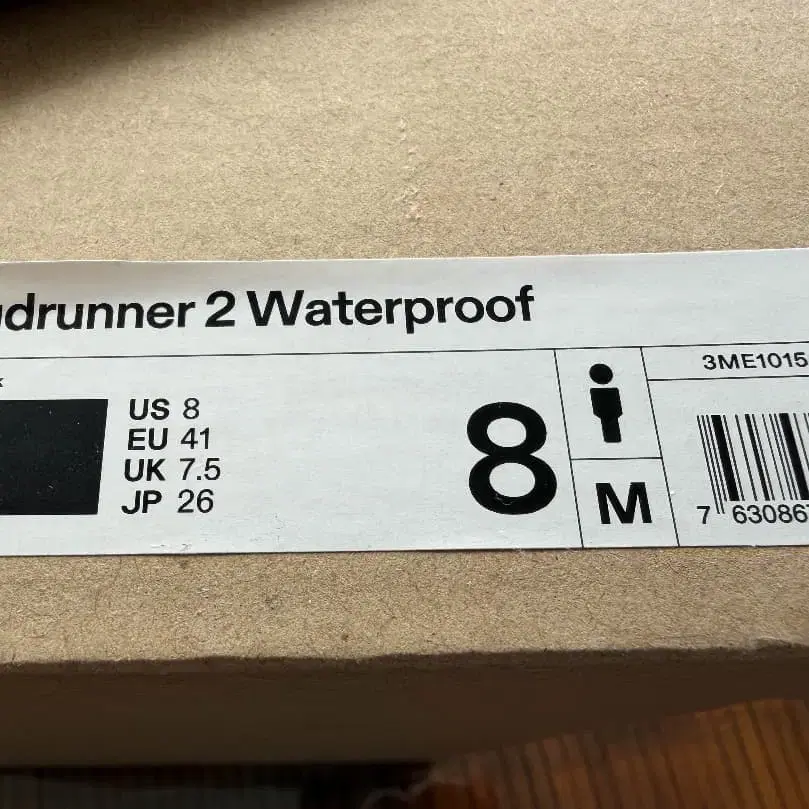 udrunner 2 Waterproof
3ME1015
US 8
EU 41
UK 7.5
JP 26
8
M
7 63086